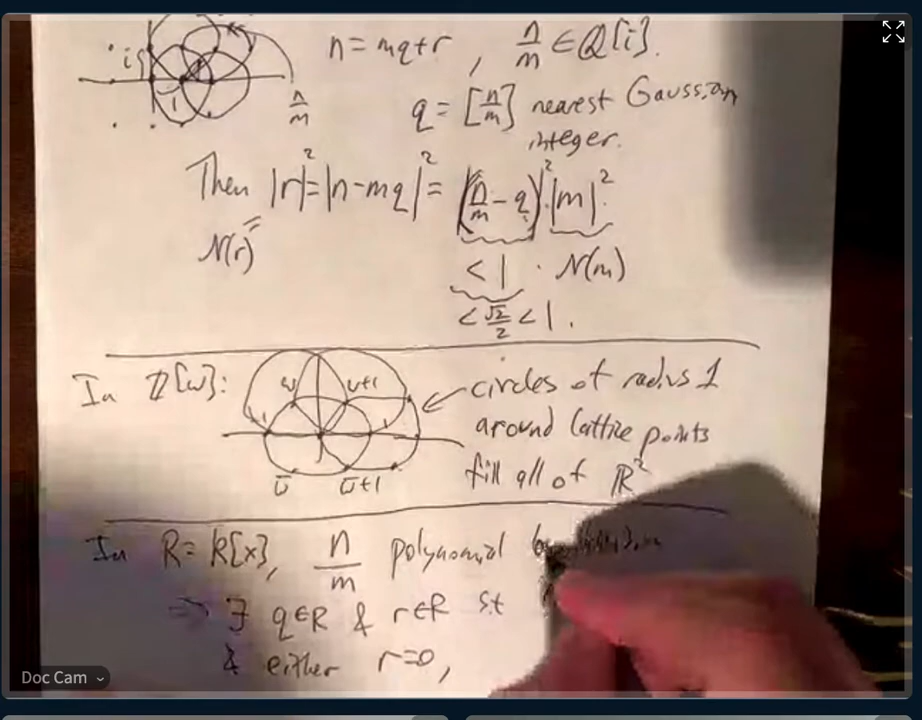 n = mq+r , n/m ∈ Q[i].
i
1
n/m
q = [n/m] nearest Gaussian
integer.
Then |r|² = |n-mq|² = |n/m - q|² · |m|²
N(r) =
< 1 · N(m)
< √2/2 < 1 .
In Z[ω]:
ω ω+1
circles of radius 1
around lattice points
fill all of R²
ω̄ ω̄+1
In R = k[x], n/m polynomial
⇒ ∃ q∈R & r∈R st
& either r=0,
Doc Cam